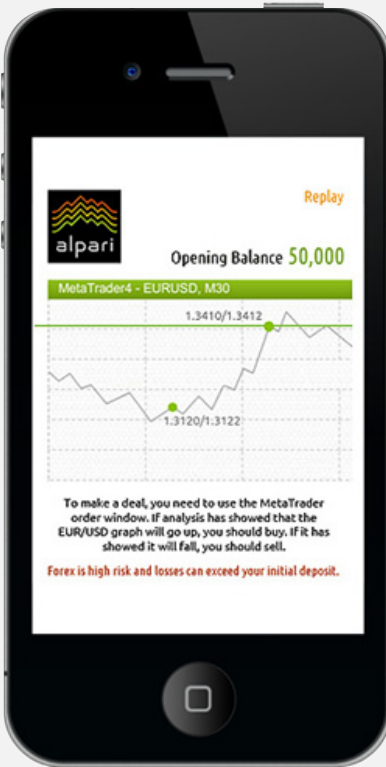 Replay
alpari
Opening Balance 50,000
MetaTrader4 - EURUSD, M30
1.3410/1.3412
1.3120/1.3122
To make a deal, you need to use the MetaTrader
order window. If analysis has showed that the
EUR/USD graph will go up, you should buy. If it has
showed it will fall, you should sell.
Forex is high risk and losses can exceed your initial deposit.